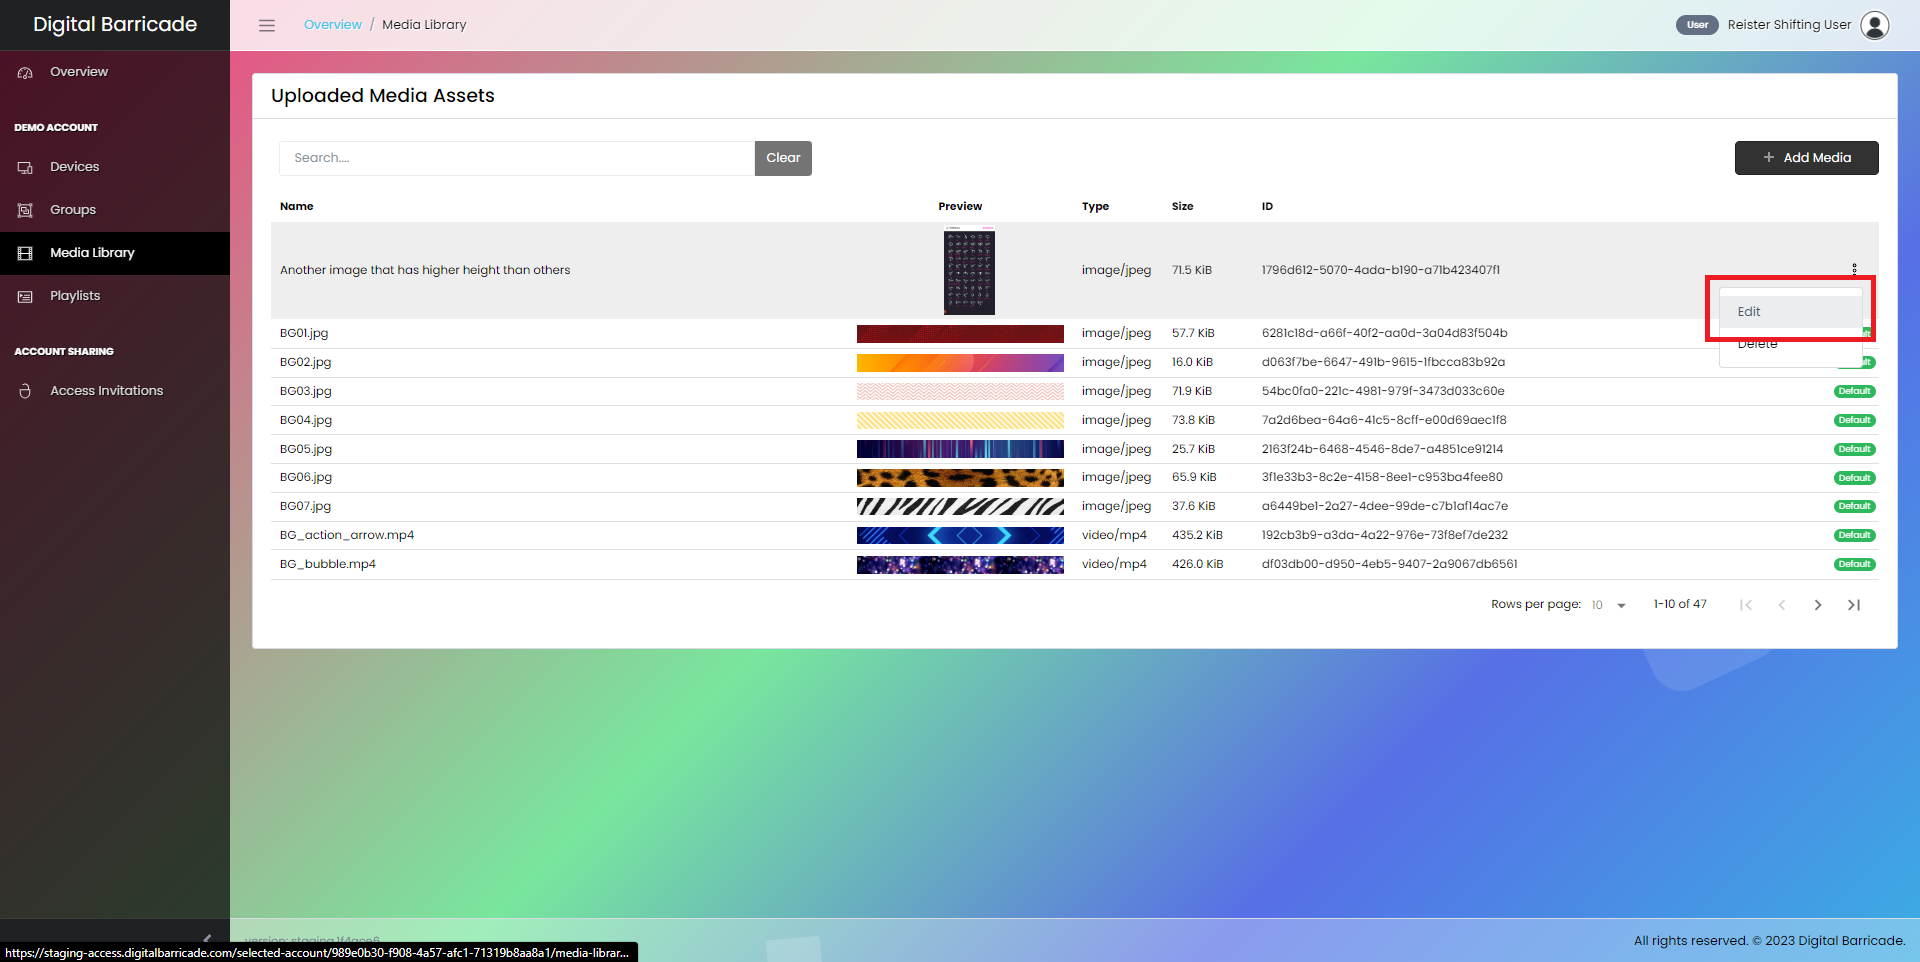 Digital Barricade
Overview / Media Library
User Reister Shifting User
Overview
DEMO ACCOUNT
Devices
Groups
Media Library
Playlists
ACCOUNT SHARING
Access Invitations
Uploaded Media Assets
Search.... Clear
+ Add Media
Name Preview Type Size ID
Another image that has higher height than others image/jpeg 71.5 KiB 1796d612-5070-4ada-b190-a71b423407f1
Edit
Delete
BG01.jpg image/jpeg 57.7 KiB 6281c18d-a66f-40f2-aa0d-3a04d83f504b
BG02.jpg image/jpeg 16.0 KiB d063f7be-6647-491b-9615-1fbcca83b92a
BG03.jpg image/jpeg 71.9 KiB 54bc0fa0-221c-4981-979f-3473d033c60e Default
BG04.jpg image/jpeg 73.8 KiB 7a2d6bea-64a6-41c5-8cff-e00d69aec1f8 Default
BG05.jpg image/jpeg 25.7 KiB 2163f24b-6468-4546-8de7-a4851ce91214 Default
BG06.jpg image/jpeg 65.9 KiB 3f1e33b3-8c2e-4158-8ee1-c953ba4fee80 Default
BG07.jpg image/jpeg 37.6 KiB a6449be1-2a27-4dee-99de-c7b1af14ac7e Default
BG_action_arrow.mp4 video/mp4 435.2 KiB 192cb3b9-a3da-4a22-976e-73f8ef7de232 Default
BG_bubble.mp4 video/mp4 426.0 KiB df03db00-d950-4eb5-9407-2a9067db6561 Default
Rows per page: 10 1-10 of 47
https://staging-access.digitalbarricade.com/selected-account/989e0b30-f908-4a57-afc1-71319b8aa8a1/media-librar...
All rights reserved. © 2023 Digital Barricade.